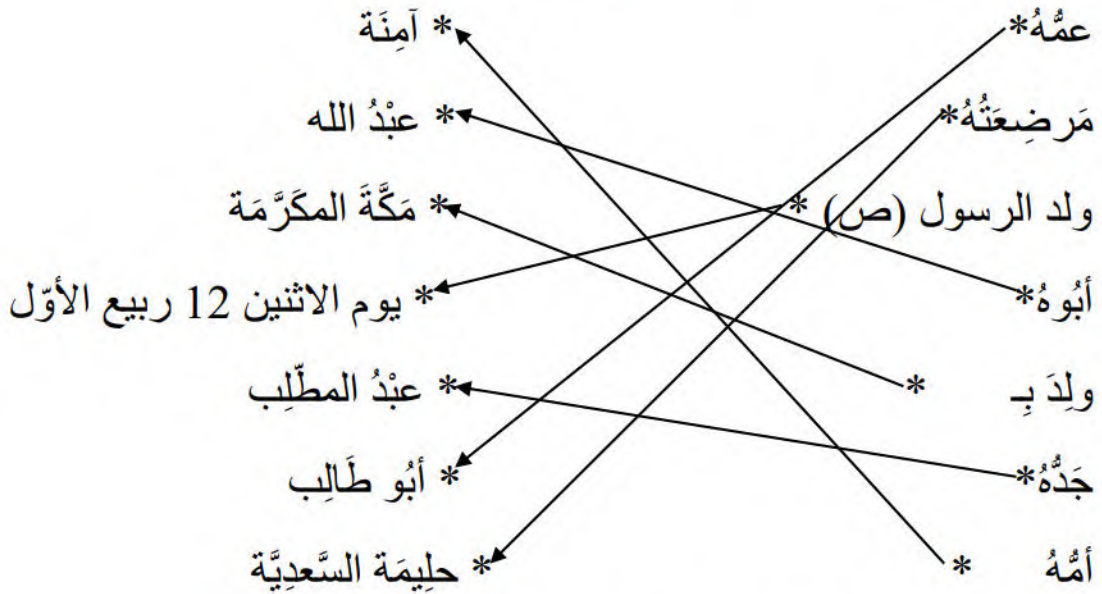 عمُّهُ* * آمِنَة
مَرضِعَتُهُ* * عبْدُ الله
ولد الرسول (ص) * * مَكَّةَ المكَرَّمَة
أبُوهُ* * يوم الاثنين 12 ربيع الأوّل
ولِدَ بِـ * * عبْدُ المطّلِب
جَدُّهُ* * أبُو طَالِب
أمُّهُ * * حلِيمَة السَّعدِيَّة